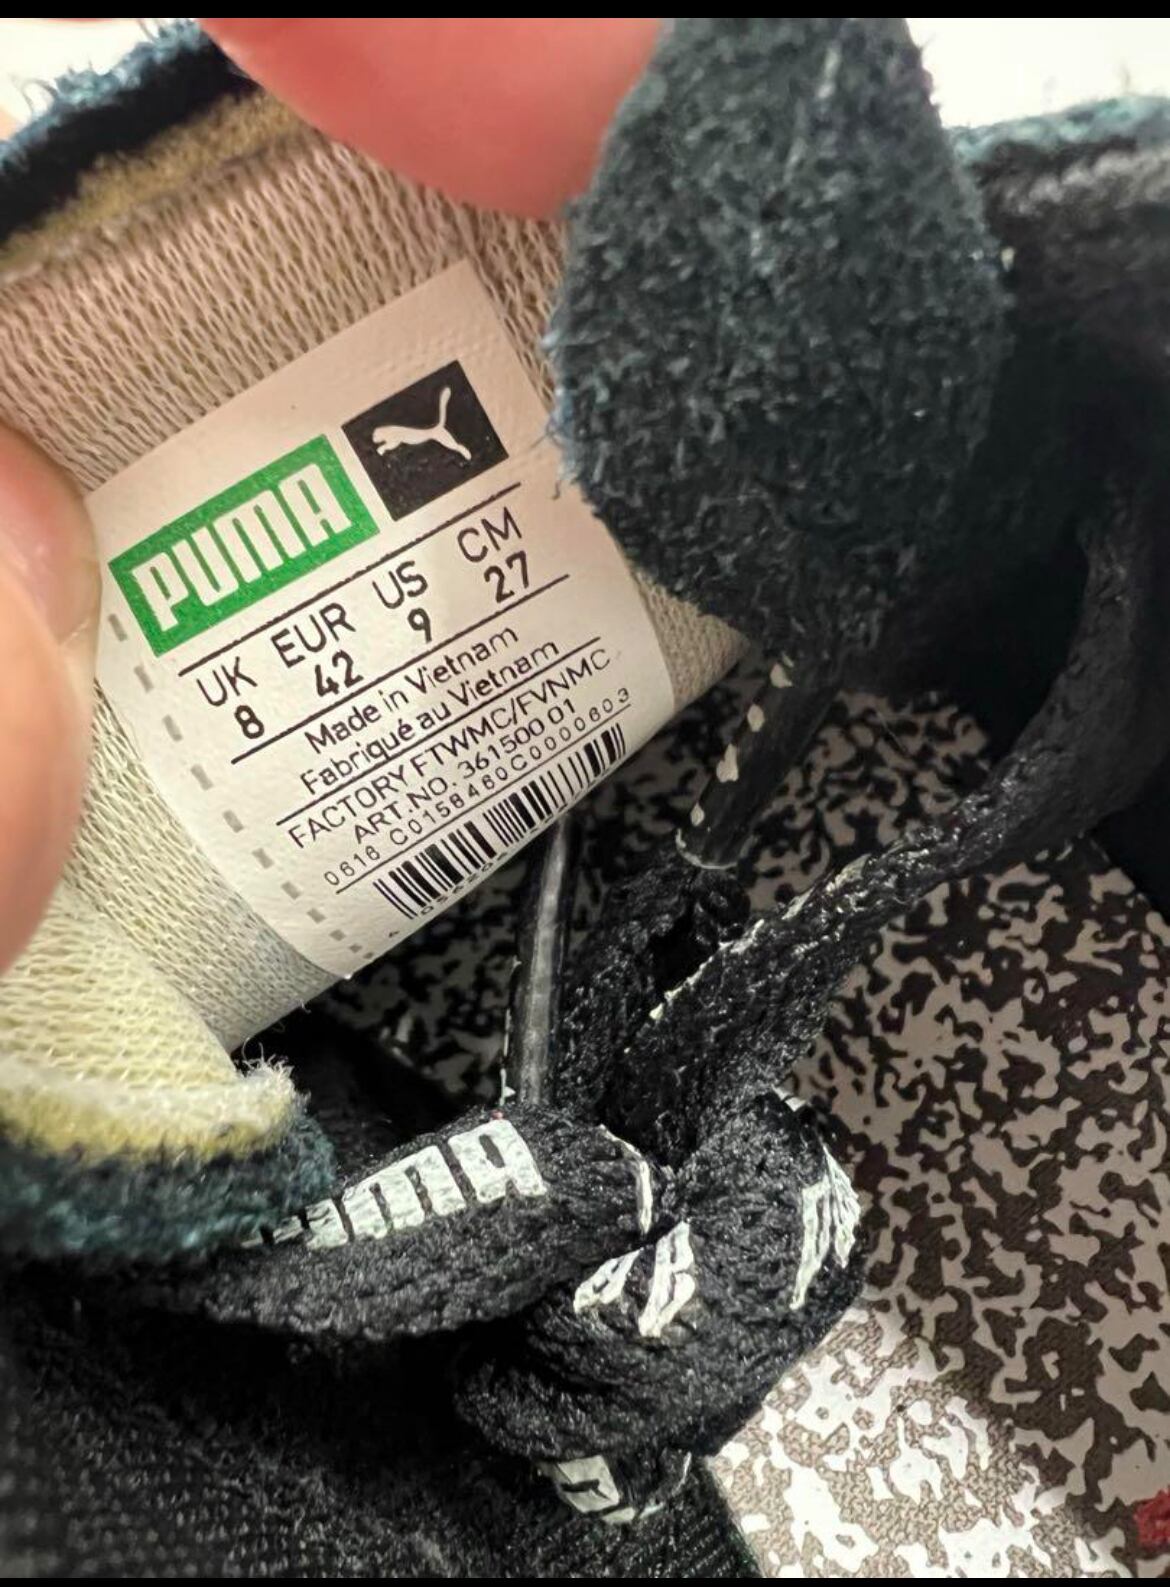 PUMA
UK EUR US CM
8 42 9 27
Made in Vietnam
Fabriqué au Vietnam
FACTORY FTWMC/FVNMC
ART.NO. 361500 01
0616 C0158480C0000603
PUMA